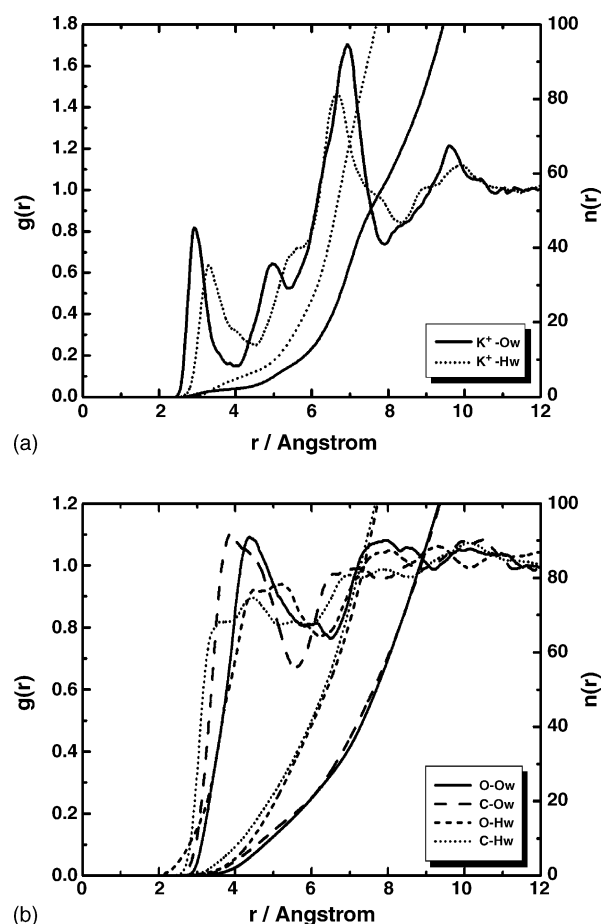 1.8
1.6
1.4
1.2
1.0
0.8
0.6
0.4
0.2
0.0
g(r)
100
80
60
40
20
0
n(r)
K+ -Ow
K+ -Hw
0 2 4 6 8 10 12
r / Angstrom
(a)
1.2
1.0
0.8
0.6
0.4
0.2
0.0
g(r)
100
80
60
40
20
0
n(r)
O-Ow
C-Ow
O-Hw
C-Hw
0 2 4 6 8 10 12
r / Angstrom
(b)